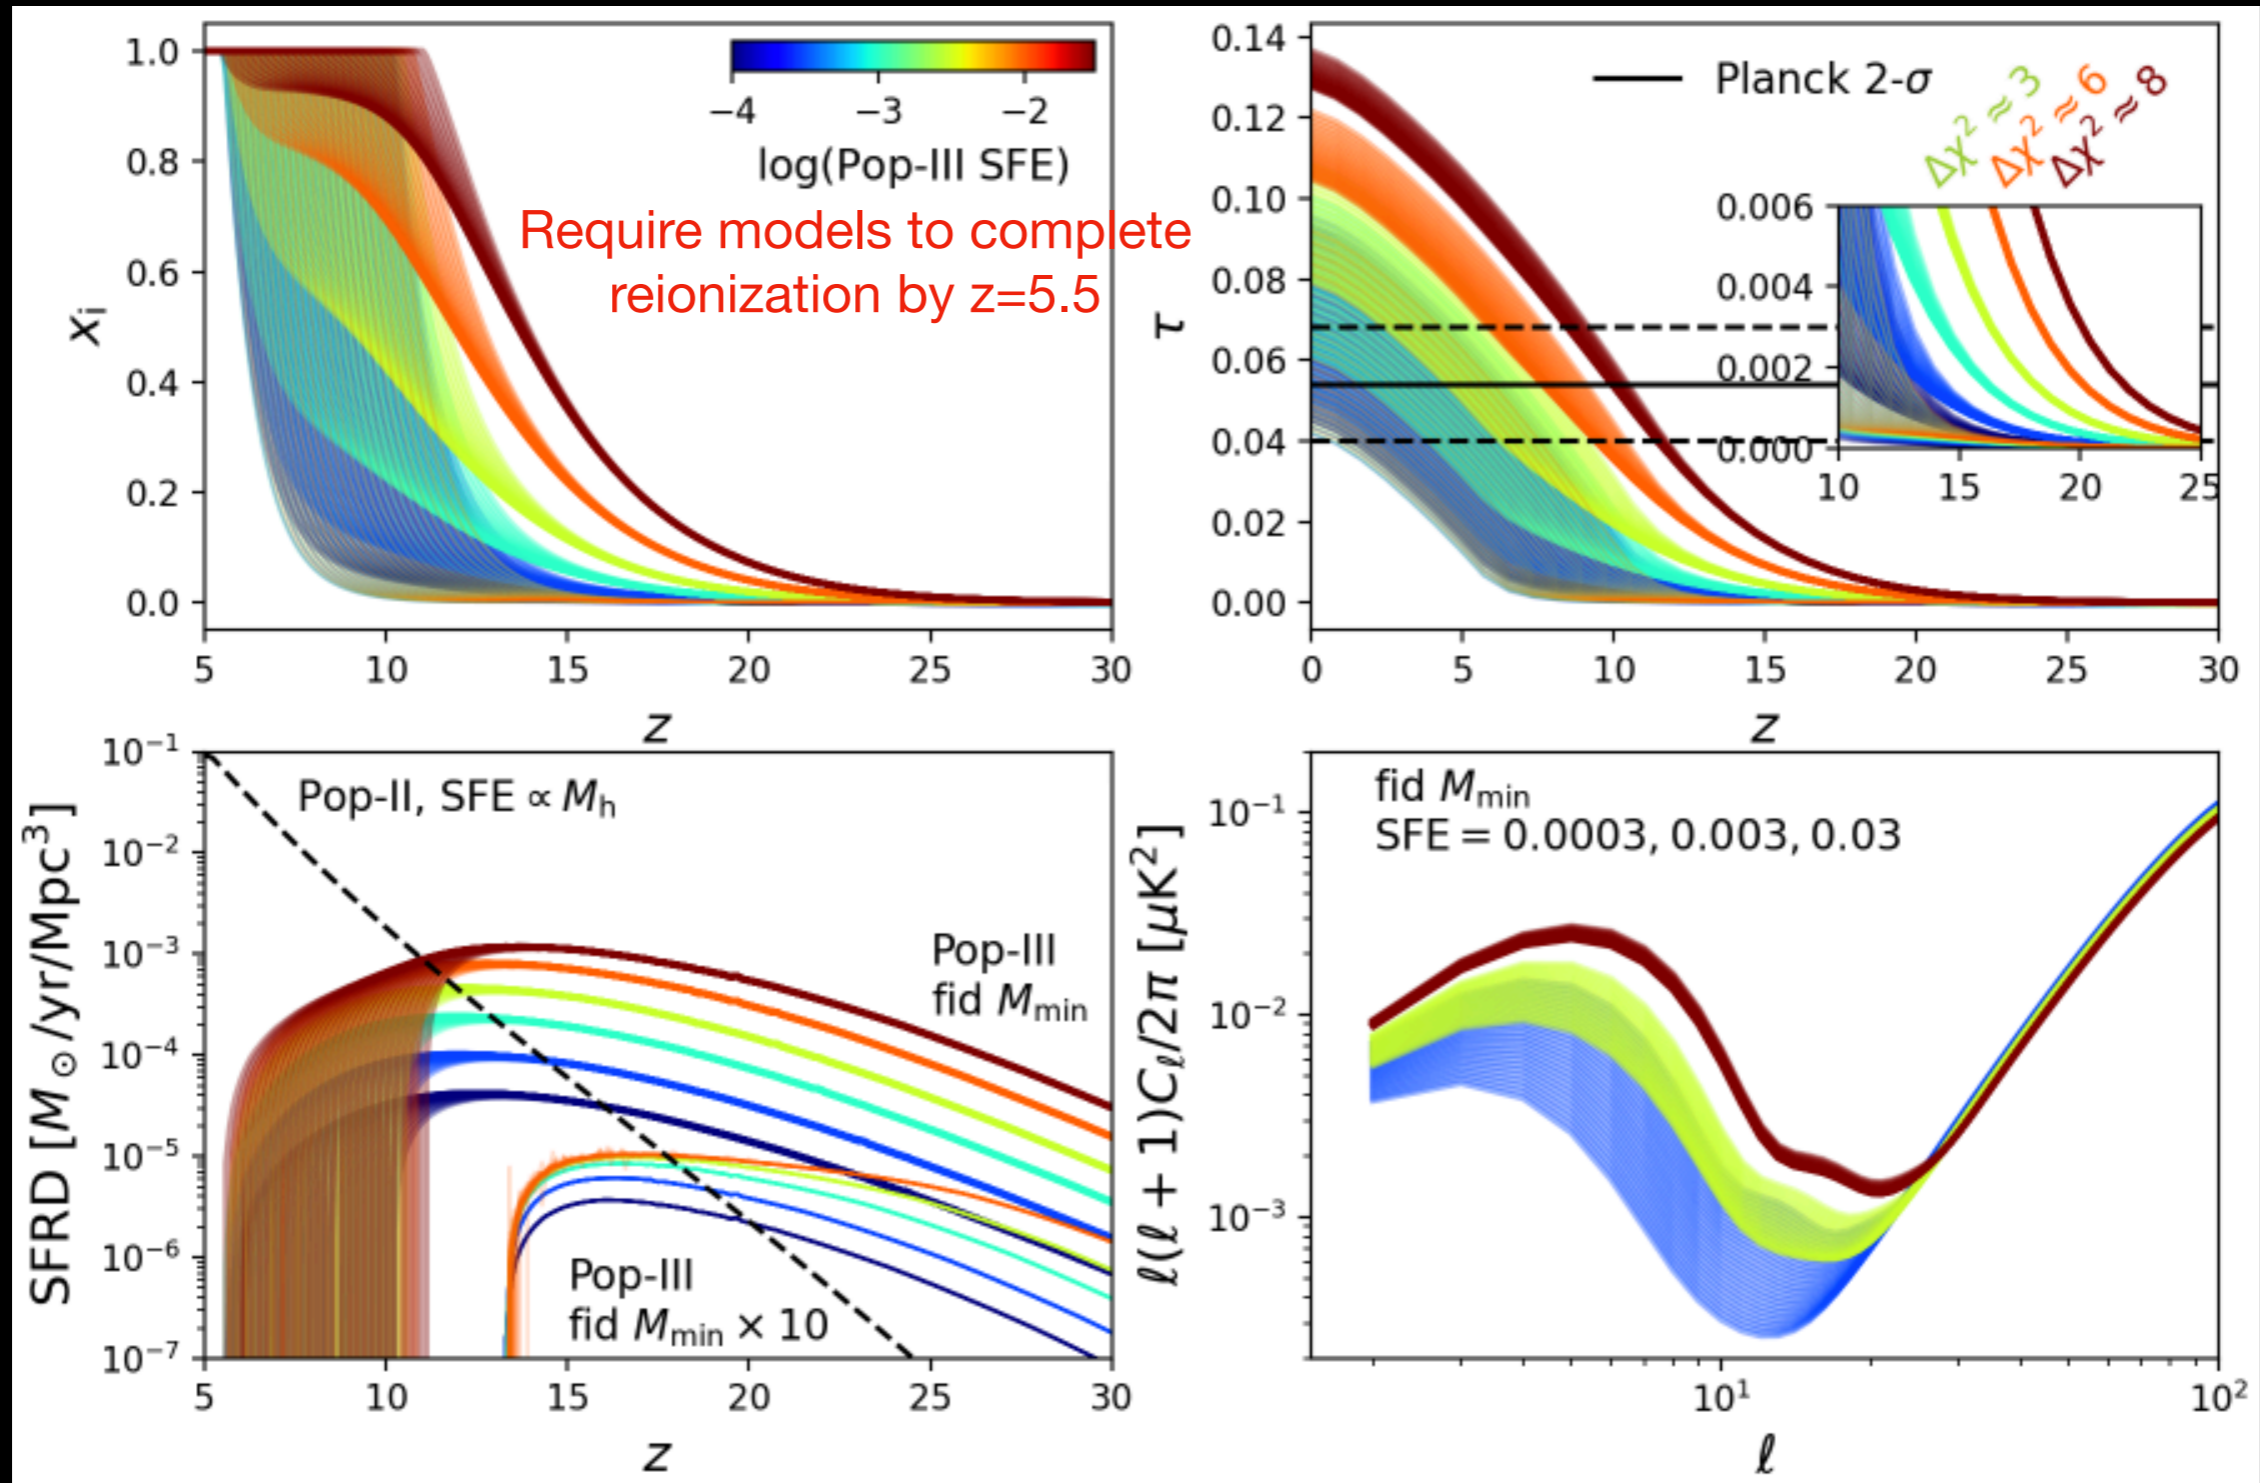 1.0
0.8
0.6
0.4
0.2
0.0
xᵢ
5 10 15 20 25 30
z
−4 −3 −2
log(Pop-III SFE)
Require models to complete
reionization by z=5.5
0.14
0.12
0.10
0.08
0.06
0.04
0.02
0.00
τ
0 5 10 15 20 25 30
z
Planck 2-σ
Δχ² ≈ 3
Δχ² ≈ 6
Δχ² ≈ 8
0.006
0.004
0.002
0.000
10 15 20 25
10⁻¹
10⁻²
10⁻³
10⁻⁴
10⁻⁵
10⁻⁶
10⁻⁷
SFRD [M⊙/yr/Mpc³]
Pop-II, SFE ∝ Mₕ
Pop-III
fid M_min
Pop-III
fid M_min × 10
5 10 15 20 25 30
z
10⁻¹
10⁻²
10⁻³
ℓ(ℓ + 1)C_ℓ/2π [μK²]
fid M_min
SFE = 0.0003, 0.003, 0.03
10¹ 10²
ℓ